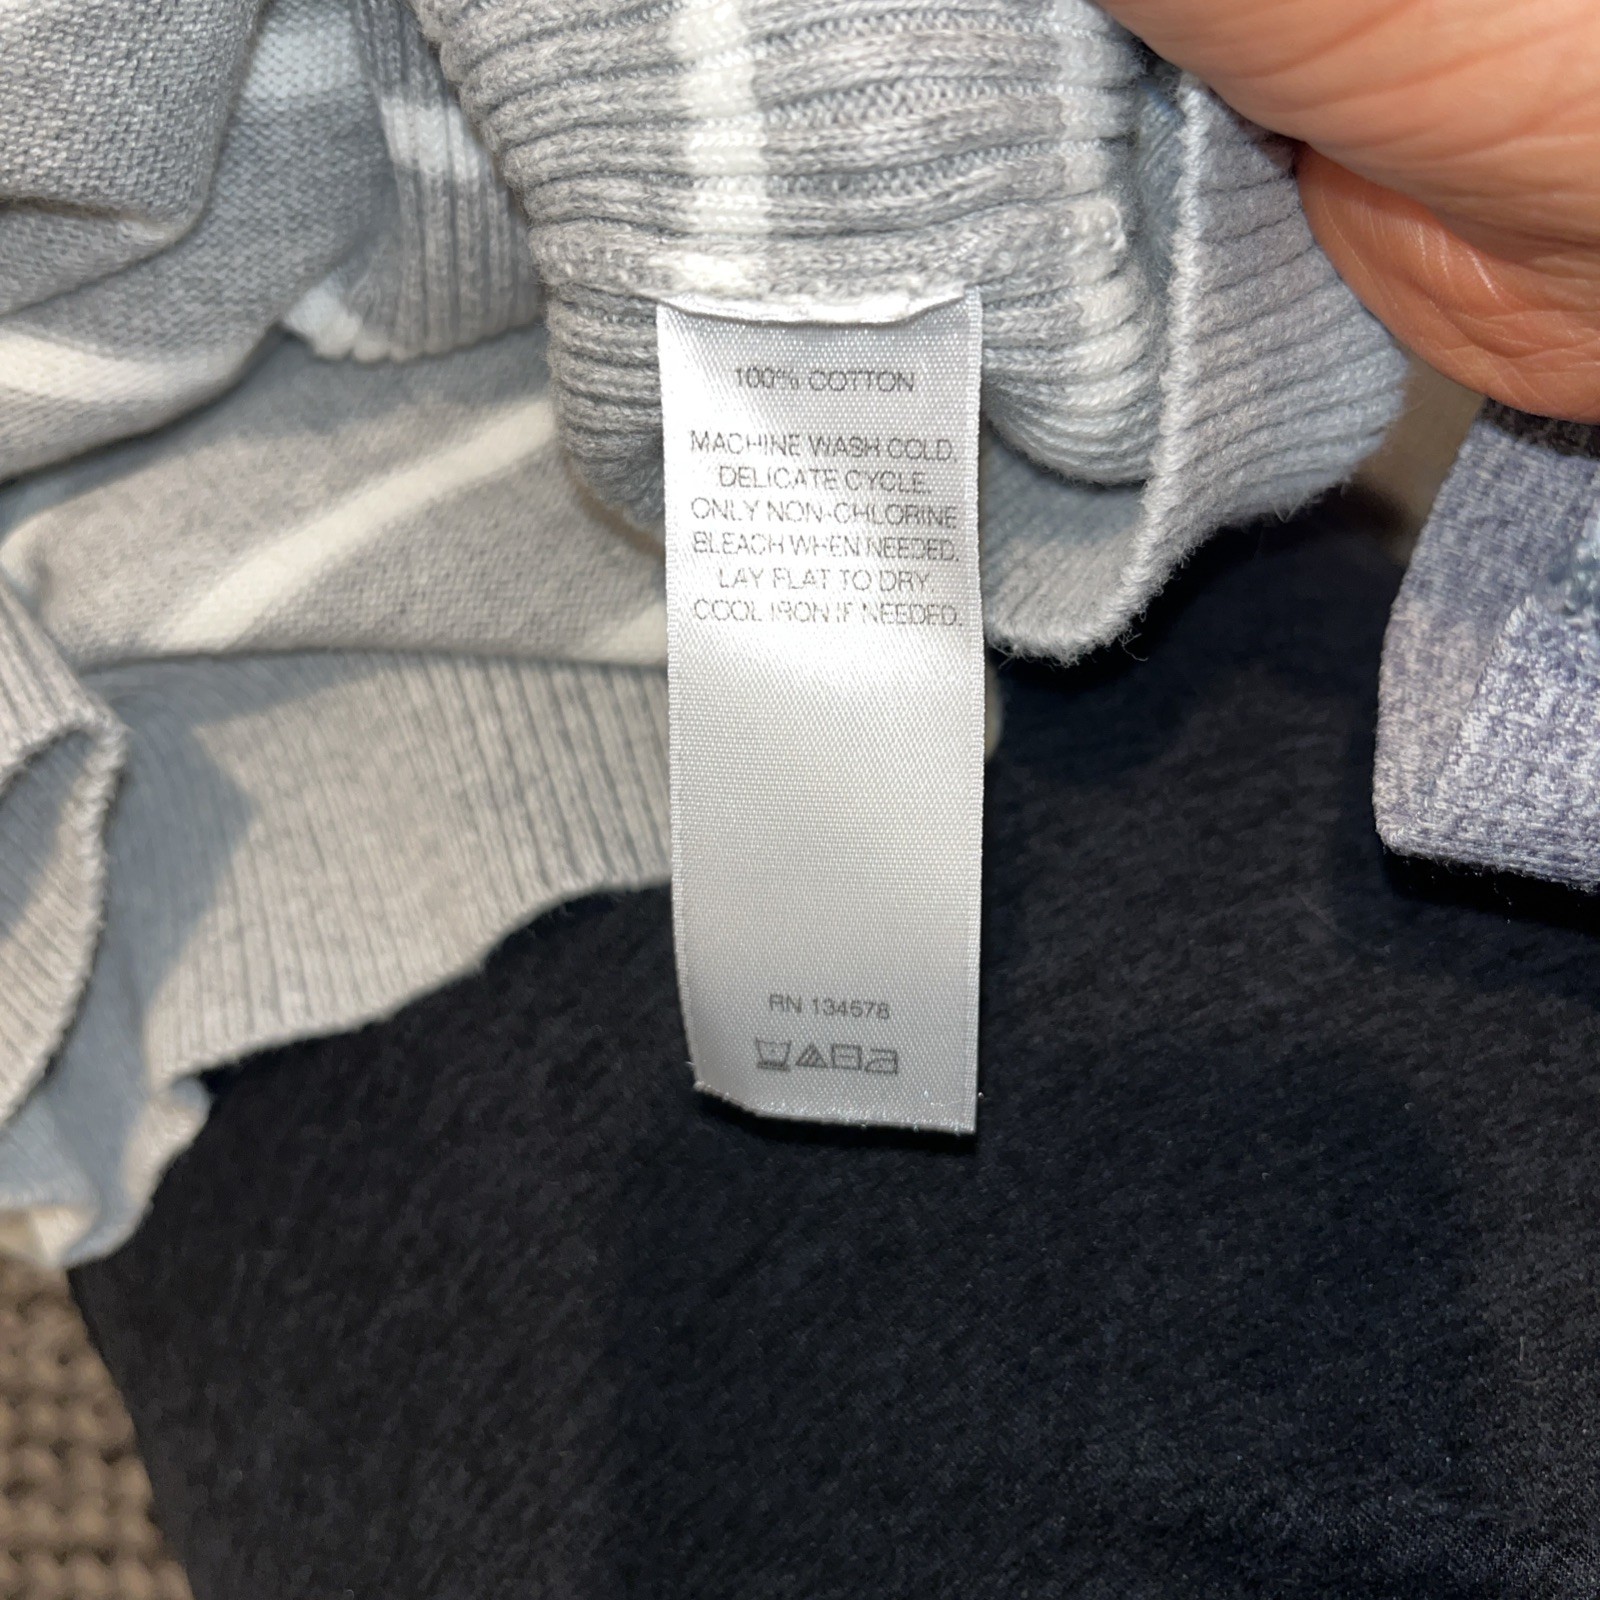 100% COTTON
MACHINE WASH COLD.
DELICATE CYCLE.
ONLY NON-CHLORINE
BLEACH WHEN NEEDED.
LAY FLAT TO DRY.
COOL IRON IF NEEDED.
RN 134578